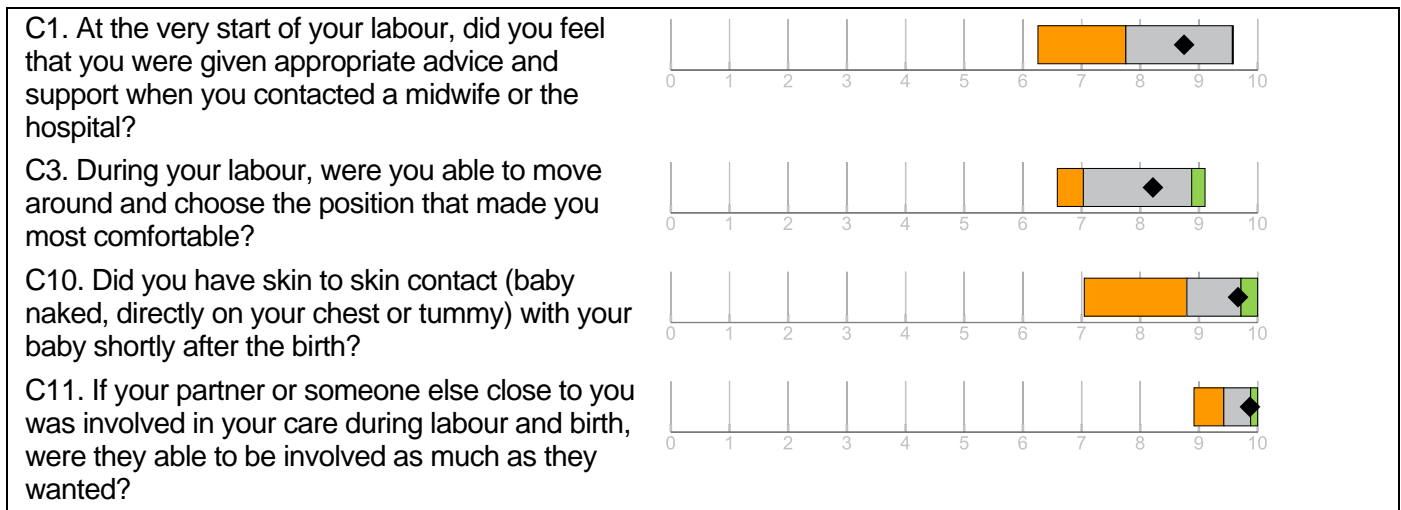 C1. At the very start of your labour, did you feel
that you were given appropriate advice and
support when you contacted a midwife or the
hospital?
0 1 2 3 4 5 6 7 8 9 10
C3. During your labour, were you able to move
around and choose the position that made you
most comfortable?
0 1 2 3 4 5 6 7 8 9 10
C10. Did you have skin to skin contact (baby
naked, directly on your chest or tummy) with your
baby shortly after the birth?
0 1 2 3 4 5 6 7 8 9 10
C11. If your partner or someone else close to you
was involved in your care during labour and birth,
were they able to be involved as much as they
wanted?
0 1 2 3 4 5 6 7 8 9 10